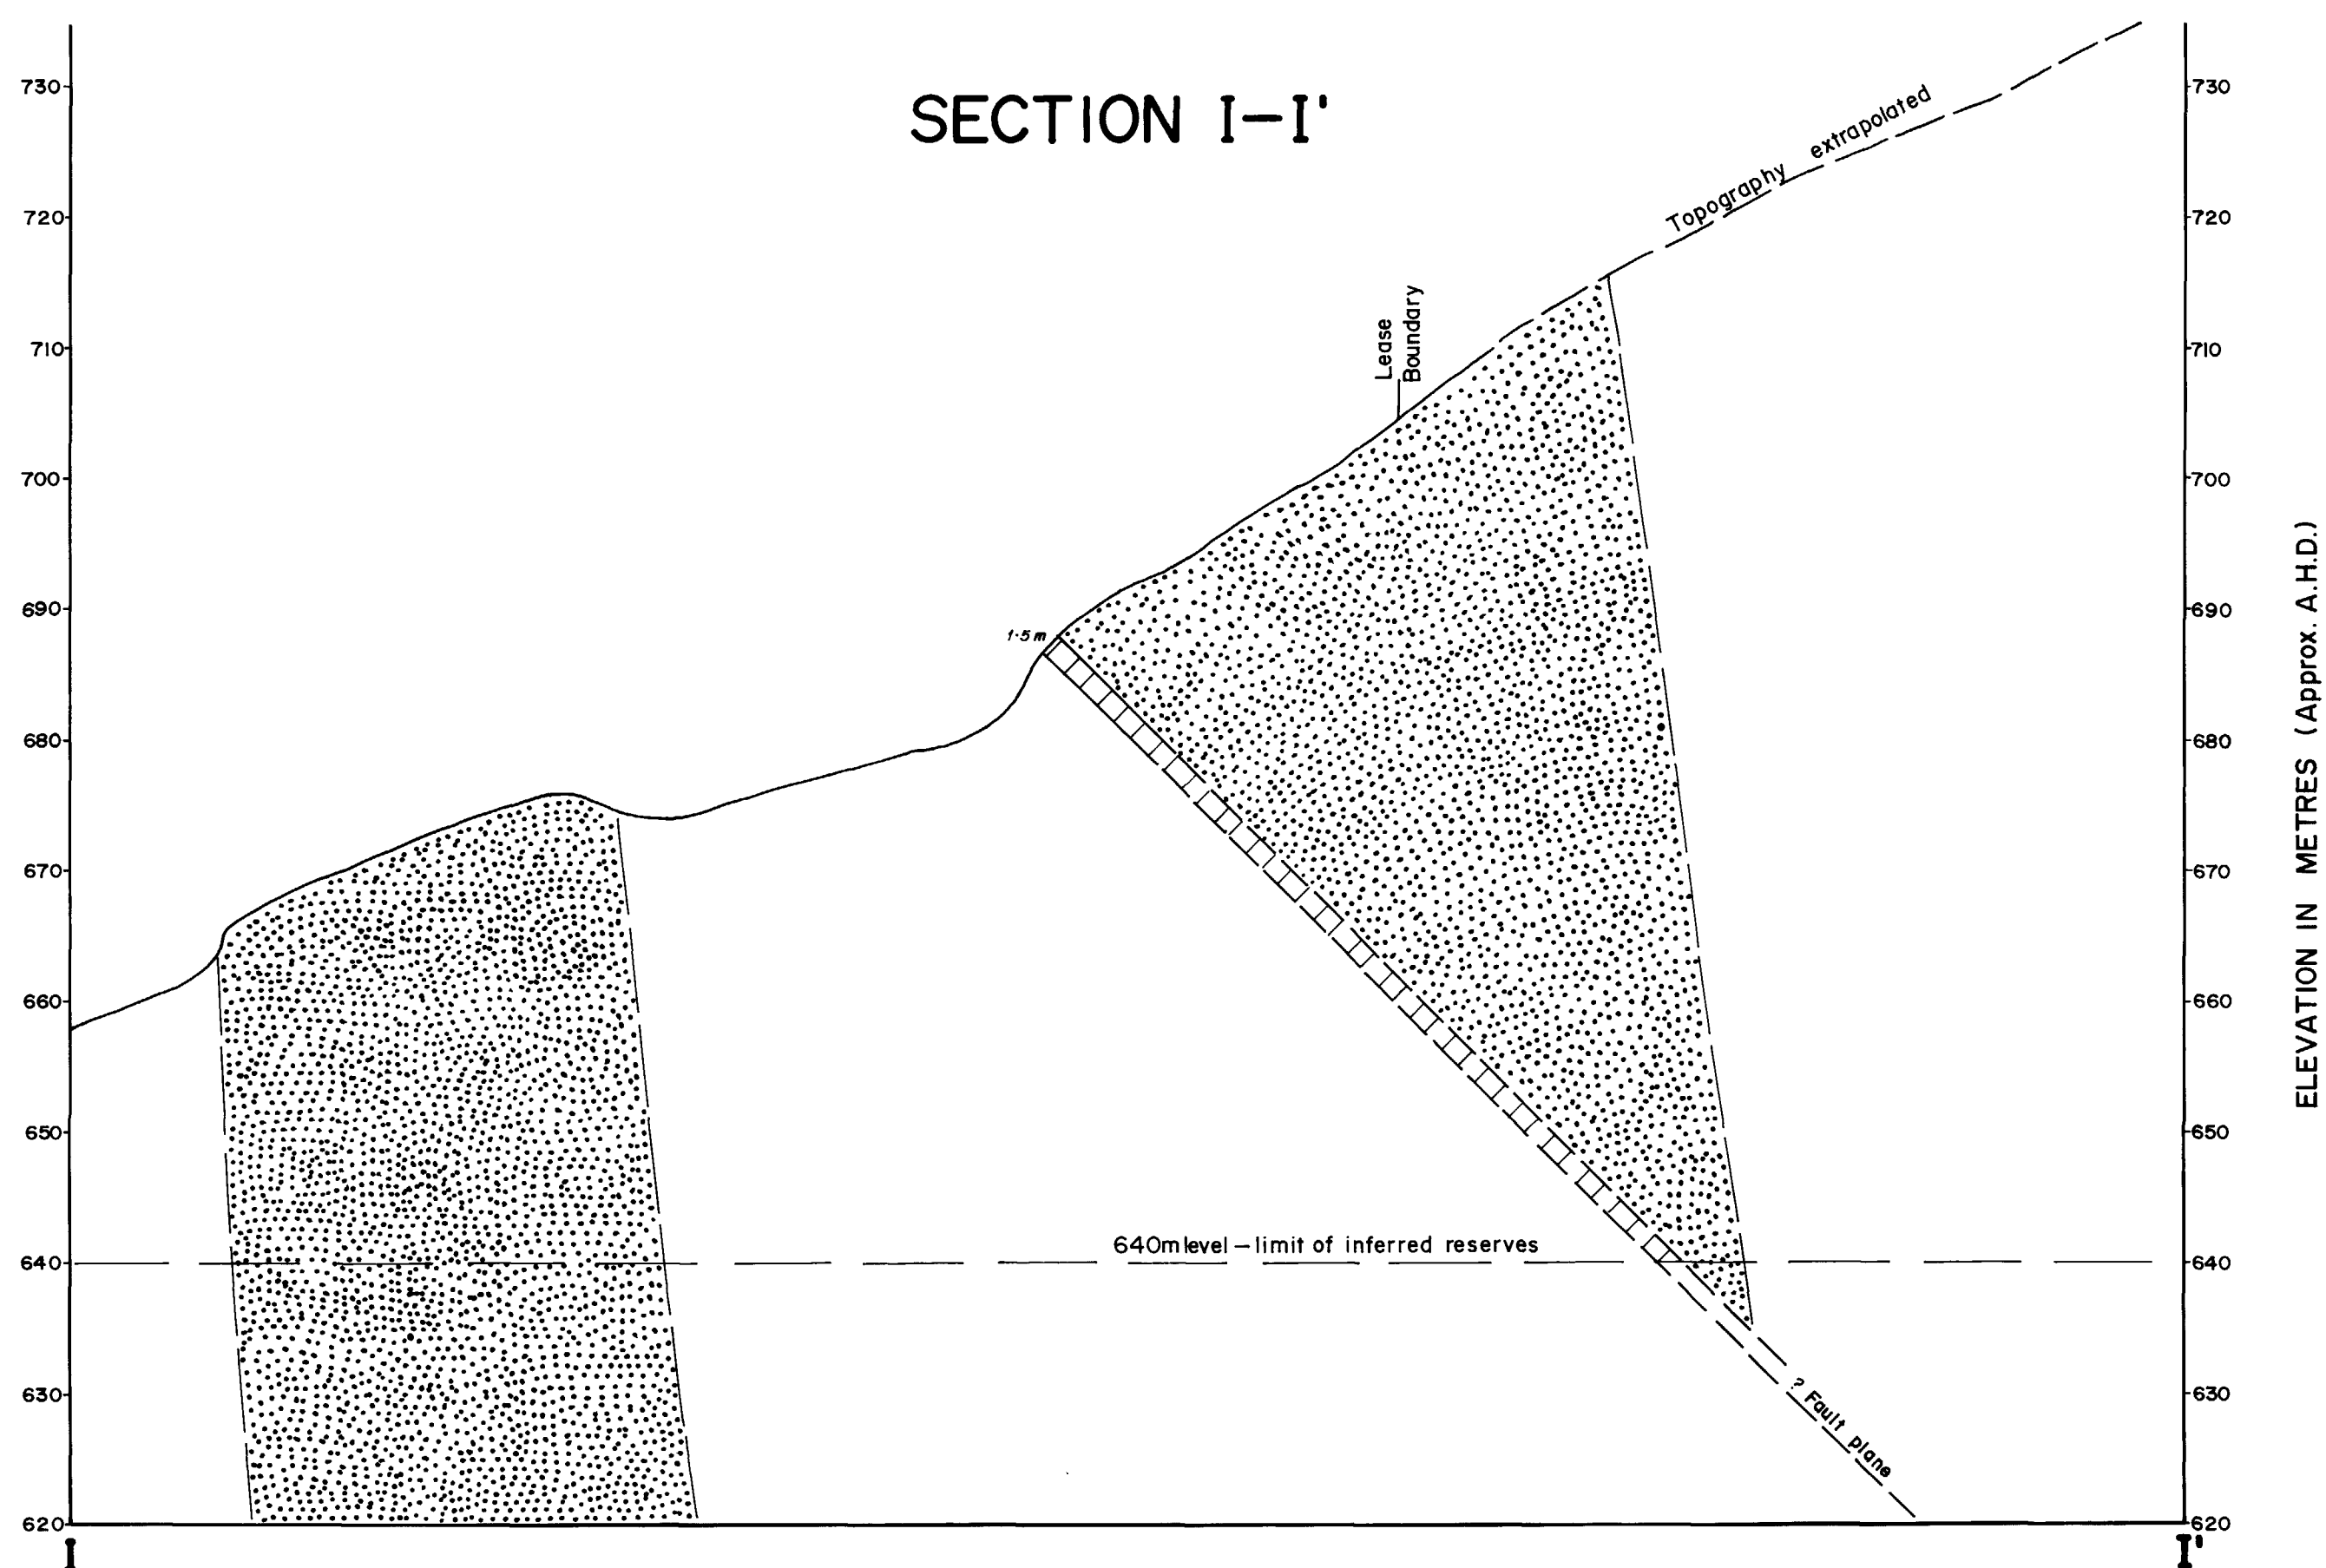 SECTION I–I'
730
720
710
700
690
680
670
660
650
640
630
620
730
720
710
700
690
680
670
660
650
640
630
620
Topography extrapolated
Lease
Boundary
1·5 m
640m level – limit of inferred reserves
? Fault plane
ELEVATION IN METRES (Approx. A.H.D.)
I
I'